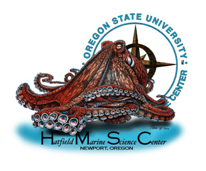 OREGON STATE UNIVERSITY
CENTER
Hatfield Marine Science Center
NEWPORT, OREGON